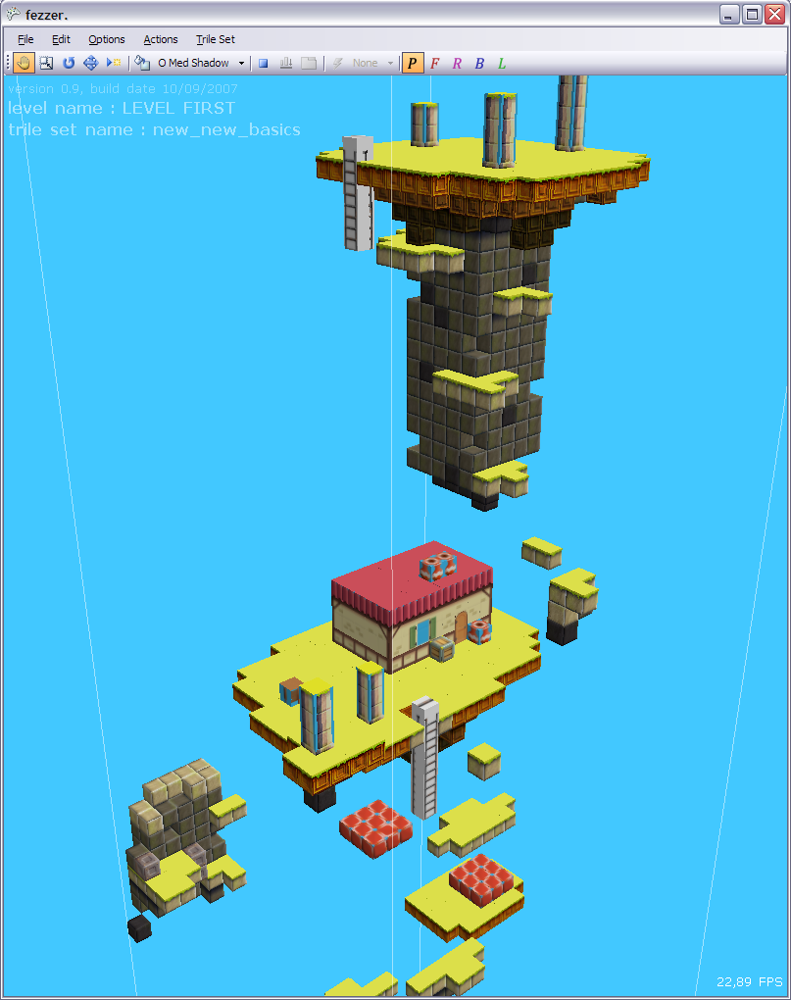 fezzer.
File Edit Options Actions Trile Set
O Med Shadow None P F R B L
version 0.9, build date 10/09/2007
level name : LEVEL FIRST
trile set name : new_new_basics
22,89 FPS